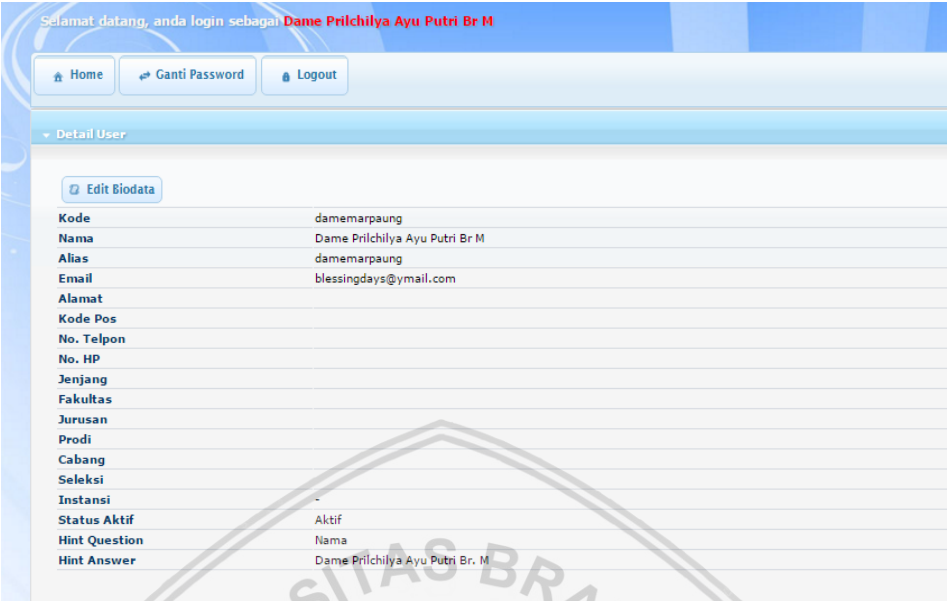 Selamat datang, anda login sebagai Dame Prilchilya Ayu Putri Br M
Home Ganti Password Logout
Detail User
Edit Biodata
Kode damemarpaung
Nama Dame Prilchilya Ayu Putri Br M
Alias damemarpaung
Email blessingdays@ymail.com
Alamat
Kode Pos
No. Telpon
No. HP
Jenjang
Fakultas
Jurusan
Prodi
Cabang
Seleksi
Instansi -
Status Aktif Aktif
Hint Question Nama
Hint Answer Dame Prilchilya Ayu Putri Br. M
SITAS BRA